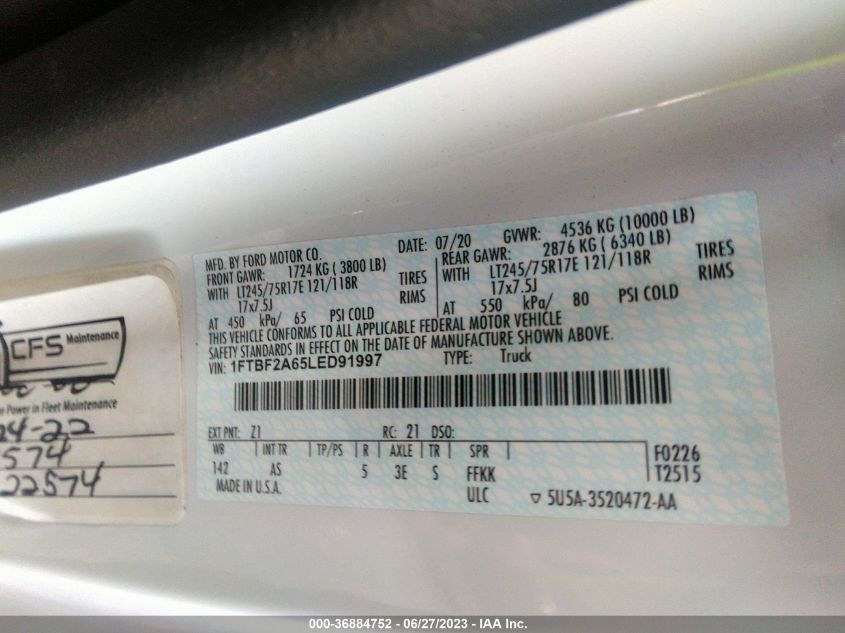 MFD. BY FORD MOTOR CO. DATE: 07/20 GVWR: 4536 KG (10000 LB)
FRONT GAWR: 1724 KG ( 3800 LB) REAR GAWR: 2876 KG ( 6340 LB)
WITH LT245/75R17E 121/118R TIRES WITH LT245/75R17E 121/118R TIRES
17x7.5J RIMS 17x7.5J RIMS
AT 450 kPa/ 65 PSI COLD AT 550 kPa/ 80 PSI COLD
THIS VEHICLE CONFORMS TO ALL APPLICABLE FEDERAL MOTOR VEHICLE
SAFETY STANDARDS IN EFFECT ON THE DATE OF MANUFACTURE SHOWN ABOVE.
VIN: 1FTBF2A65LED91997 TYPE: Truck
EXT PNT: Z1 RC: 21 DSO:
WB INT TR TP/PS R AXLE TR SPR F0226
142 AS 5 3E S FFKK T2515
MADE IN U.S.A. ULC 5U5A-3520472-AA
CFS Maintenance
Power in Fleet Maintenance
24-22
574
22574
000-36884752 - 06/27/2023 - IAA Inc.